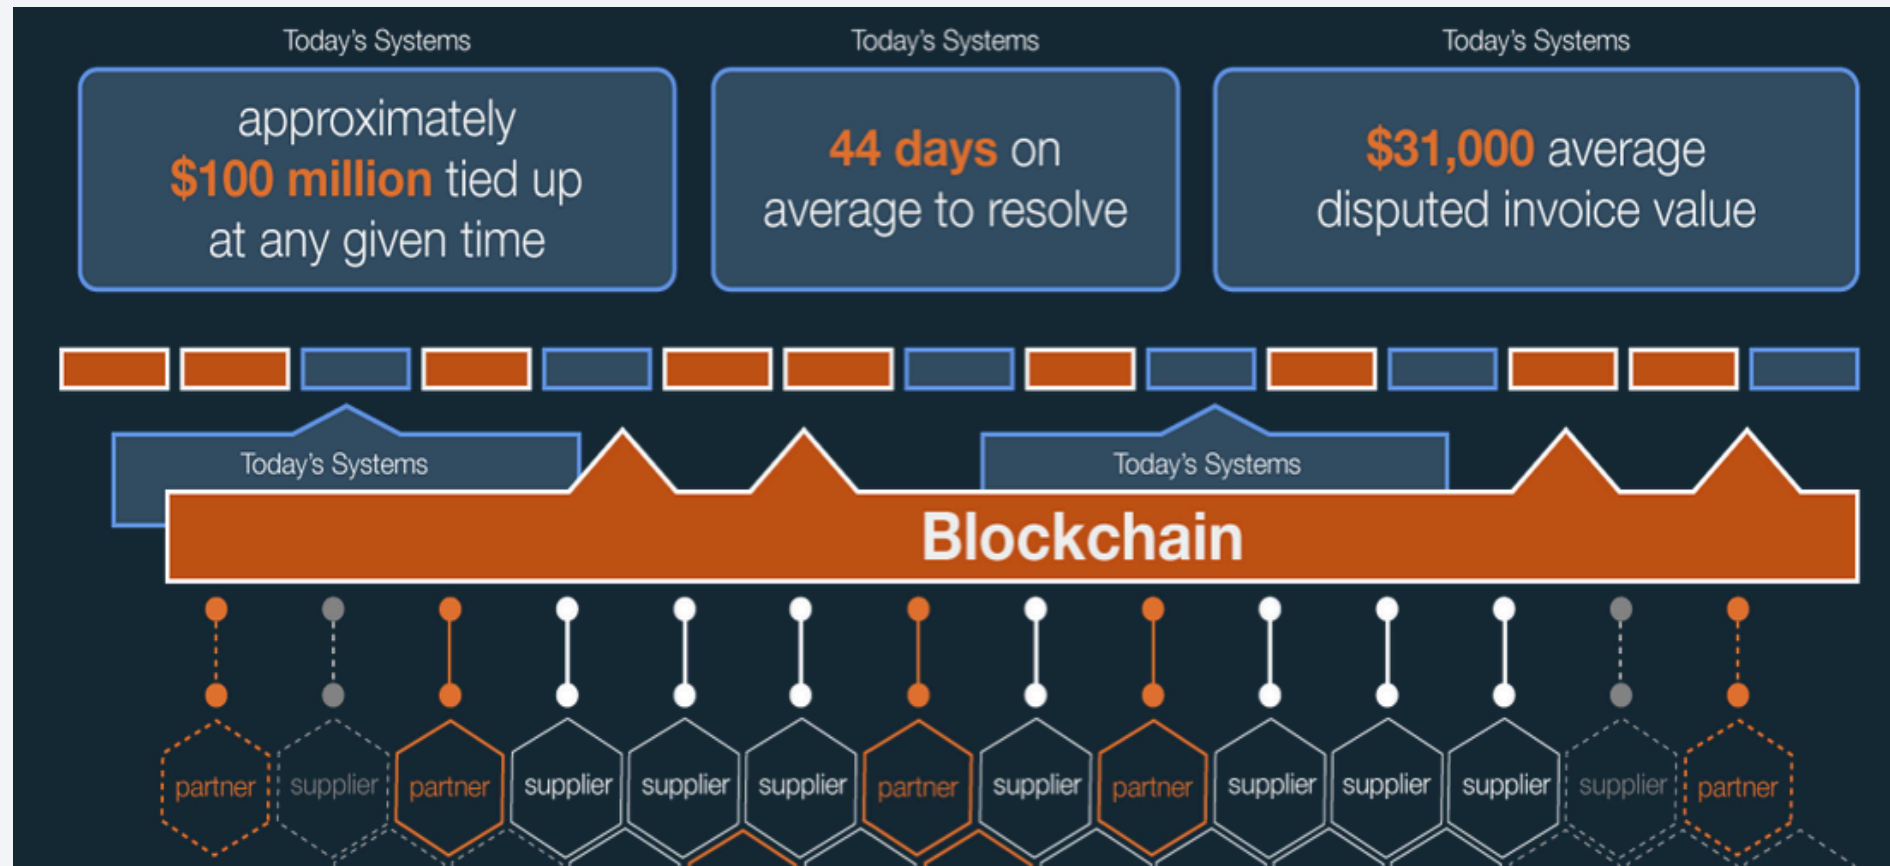 Today's Systems
Today's Systems
Today's Systems
approximately
$100 million tied up
at any given time
44 days on
average to resolve
$31,000 average
disputed invoice value
Today's Systems
Today's Systems
Blockchain
partner
supplier
partner
supplier
supplier
supplier
partner
supplier
partner
supplier
supplier
supplier
supplier
partner